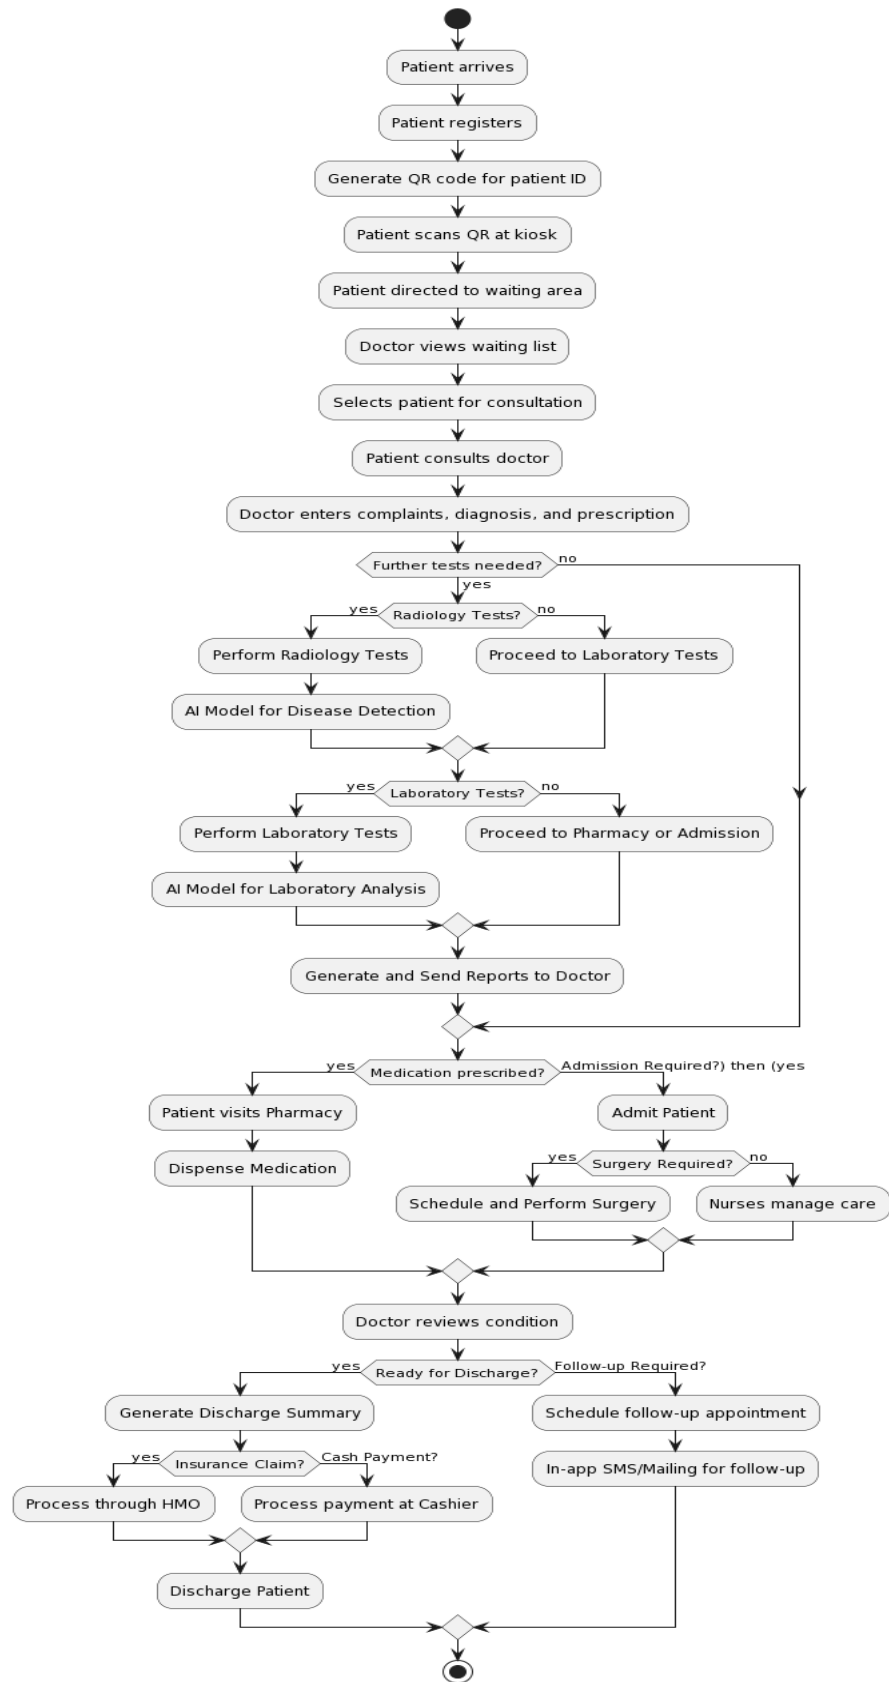 Patient arrives
Patient registers
Generate QR code for patient ID
Patient scans QR at kiosk
Patient directed to waiting area
Doctor views waiting list
Selects patient for consultation
Patient consults doctor
Doctor enters complaints, diagnosis, and prescription
Further tests needed?
no
yes
yes
Radiology Tests?
no
Perform Radiology Tests
Proceed to Laboratory Tests
AI Model for Disease Detection
yes
Laboratory Tests?
no
Perform Laboratory Tests
Proceed to Pharmacy or Admission
AI Model for Laboratory Analysis
Generate and Send Reports to Doctor
yes
Medication prescribed?
Admission Required?) then (yes
Patient visits Pharmacy
Admit Patient
Dispense Medication
yes
Surgery Required?
no
Schedule and Perform Surgery
Nurses manage care
Doctor reviews condition
yes
Ready for Discharge?
Follow-up Required?
Generate Discharge Summary
Schedule follow-up appointment
yes
Insurance Claim?
Cash Payment?
In-app SMS/Mailing for follow-up
Process through HMO
Process payment at Cashier
Discharge Patient